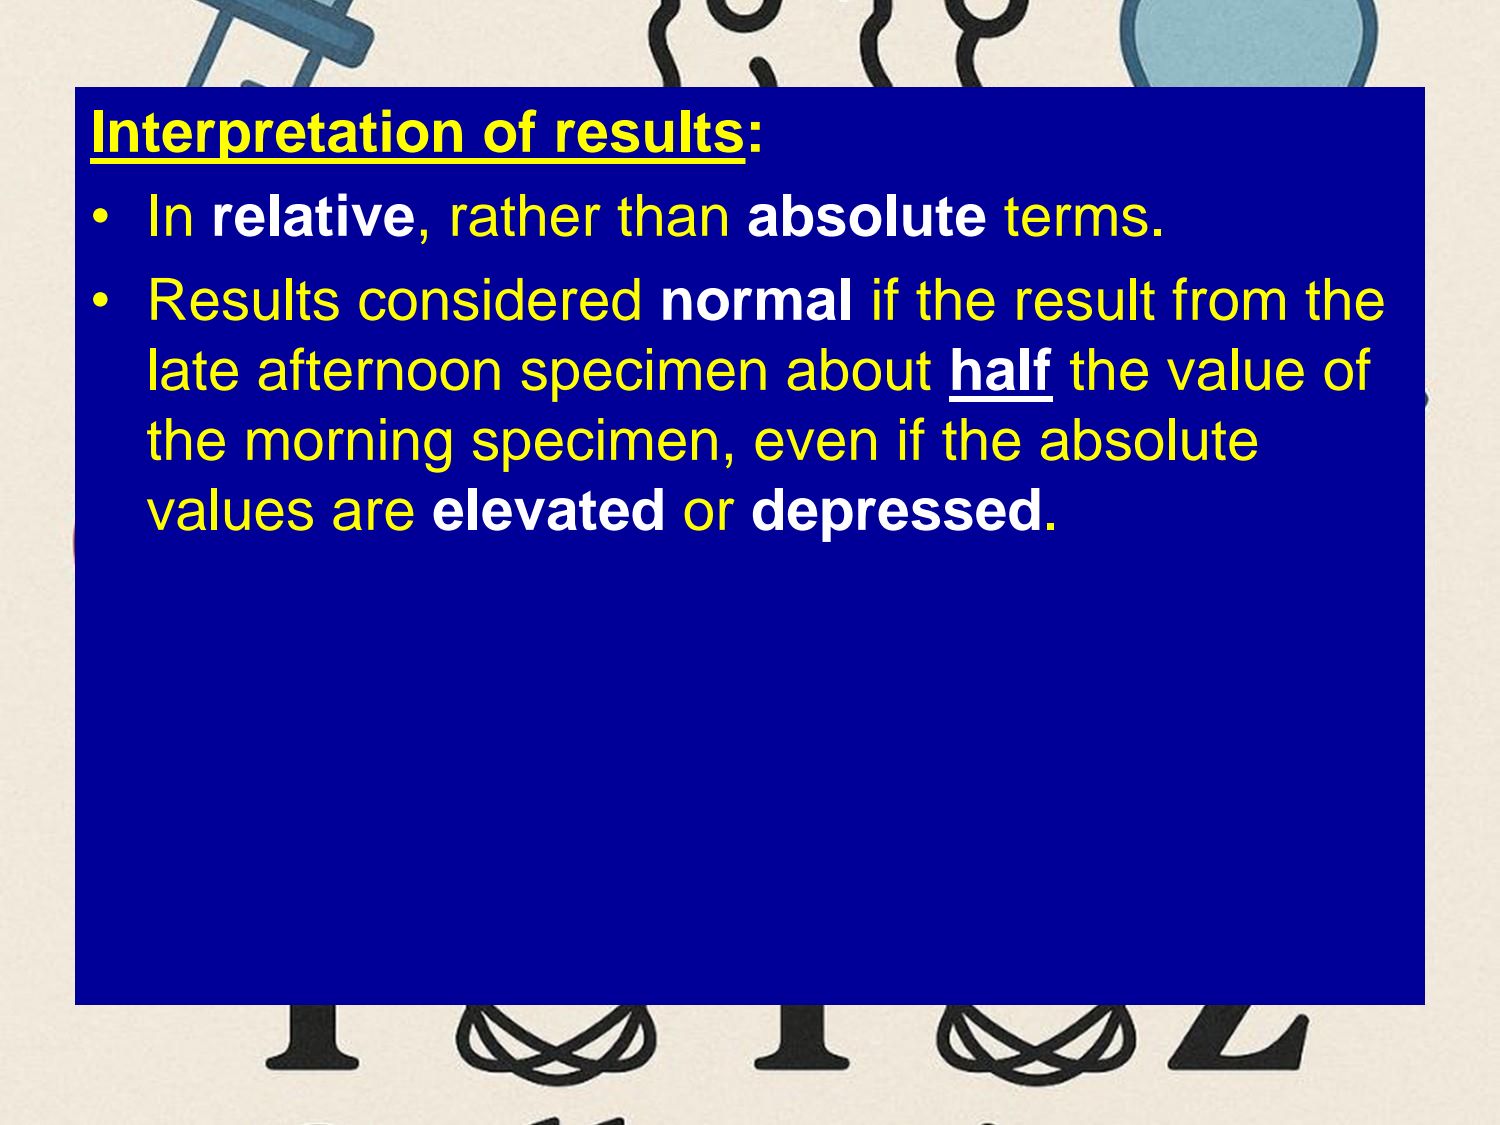 Interpretation of results:
• In relative, rather than absolute terms.
• Results considered normal if the result from the
late afternoon specimen about half the value of
the morning specimen, even if the absolute
values are elevated or depressed.